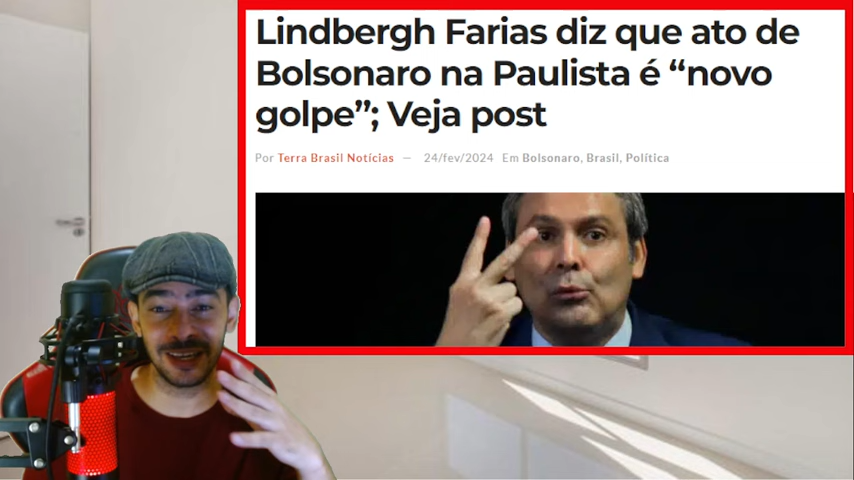 Lindbergh Farias diz que ato de
Bolsonaro na Paulista é “novo
golpe”; Veja post
Por Terra Brasil Notícias — 24/fev/2024 Em Bolsonaro, Brasil, Política